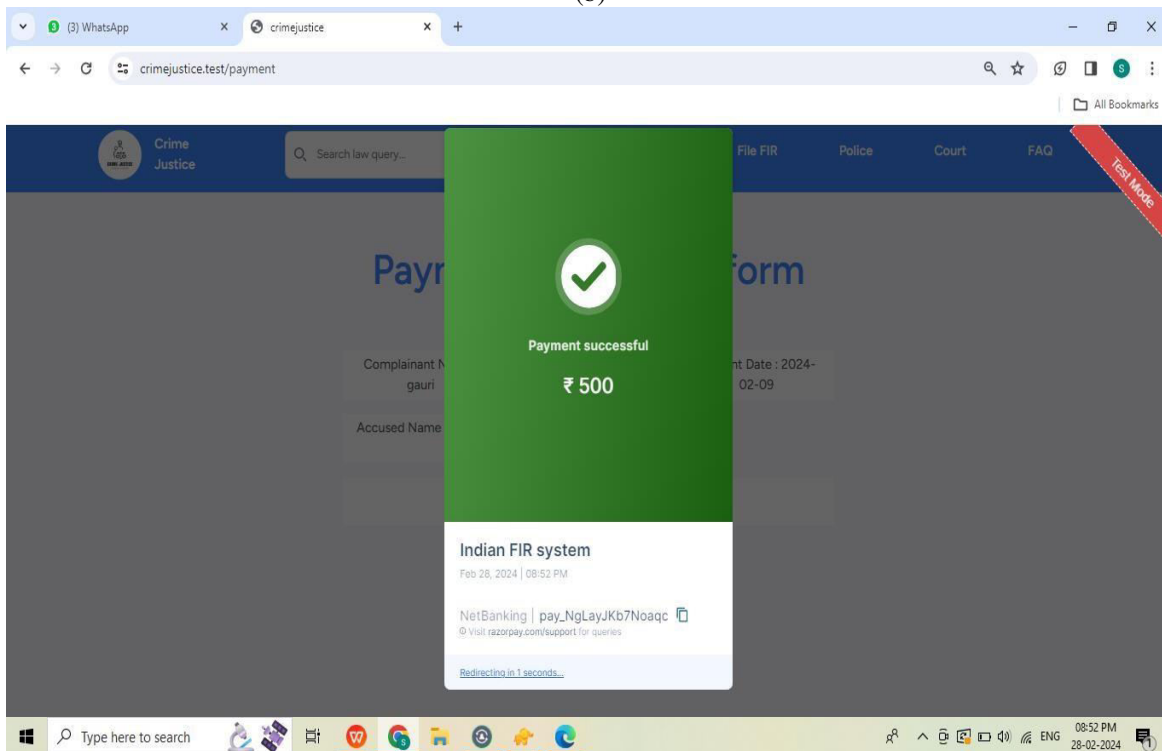 (3) WhatsApp
crimejustice
crimejustice.test/payment
S
All Bookmarks
Crime
Justice
Search law query...
File FIR
Police
Court
FAQ
Test Mode
Payment successful
₹ 500
Complainant
gauri
Date : 2024-
02-09
Accused Name
Indian FIR system
Feb 28, 2024 | 08:52 PM
NetBanking | pay_NgLayJKb7Noaqc
Visit razorpay.com/support for queries
Redirecting in 1 seconds...
Type here to search
ENG
08:52 PM
28-02-2024